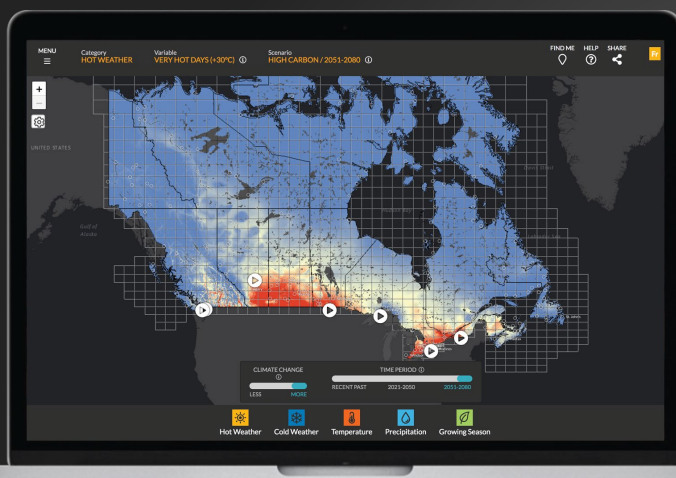 MENU
Category
HOT WEATHER
Variable
VERY HOT DAYS (+30°C)
Scenario
HIGH CARBON / 2051-2080
FIND ME
HELP
SHARE
Fr
+
−
UNITED STATES
Gulf of
Alaska
Hudson Bay
CLIMATE CHANGE
LESS
MORE
TIME PERIOD
RECENT PAST
2021-2050
2051-2080
Hot Weather
Cold Weather
Temperature
Precipitation
Growing Season